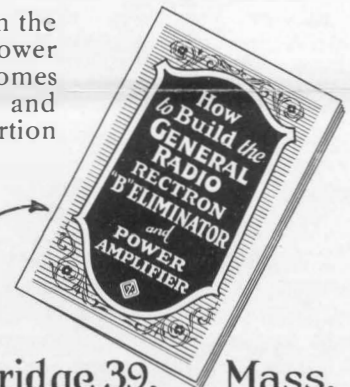 n the
ower
omes
and
rtion
How
to Build the
GENERAL
RADIO
RECTRON
"B" ELIMINATOR
and
POWER
AMPLIFIER
ridge 39, Mass.